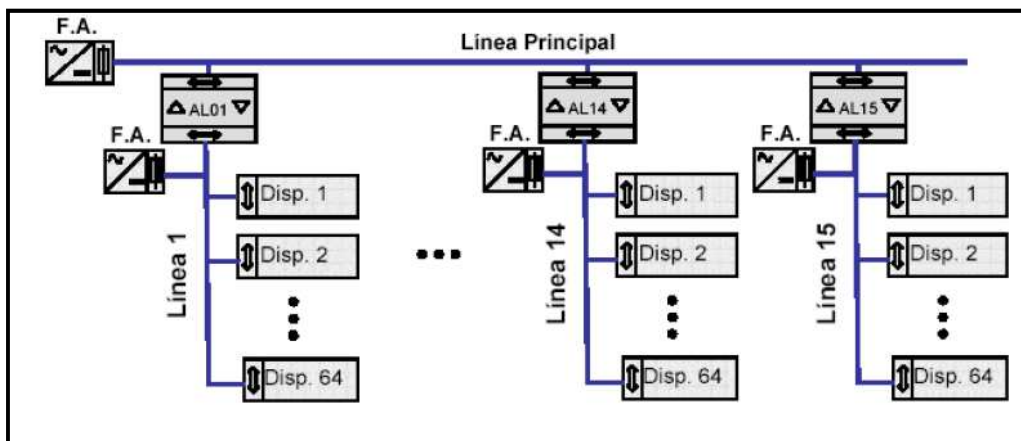 F.A.
Línea Principal
AL01
AL14
AL15
F.A.
F.A.
F.A.
Disp. 1
Disp. 1
Disp. 1
Línea 1
Disp. 2
Línea 14
Disp. 2
Línea 15
Disp. 2
Disp. 64
Disp. 64
Disp. 64